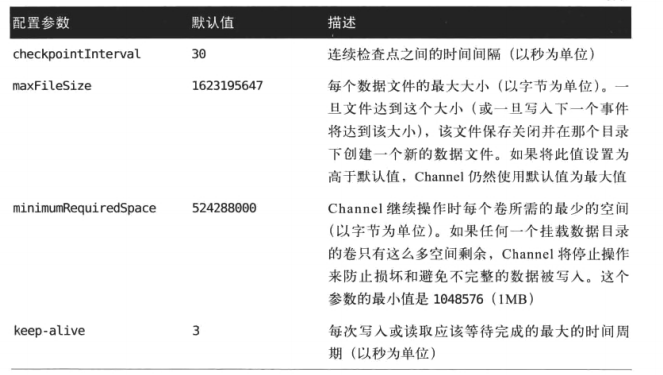 配置参数 默认值 描述
checkpointInterval 30 连续检查点之间的时间间隔（以秒为单位）
maxFileSize 1623195647 每个数据文件的最大大小（以字节为单位）。一
旦文件达到这个大小（或一旦写入下一个事件
将达到该大小），该文件保存关闭并在那个目录
下创建一个新的数据文件。如果将此值设置为
高于默认值，Channel 仍然使用默认值为最大值
minimumRequiredSpace 524288000 Channel 继续操作时每个卷所需的最少的空间
（以字节为单位）。如果任何一个挂载数据目录
的卷只有这么多空间剩余，Channel 将停止操作
来防止损坏和避免不完整的数据被写入。这个
参数的最小值是 1048576（1MB）
keep-alive 3 每次写入或读取应该等待完成的最大的时间周
期（以秒为单位）